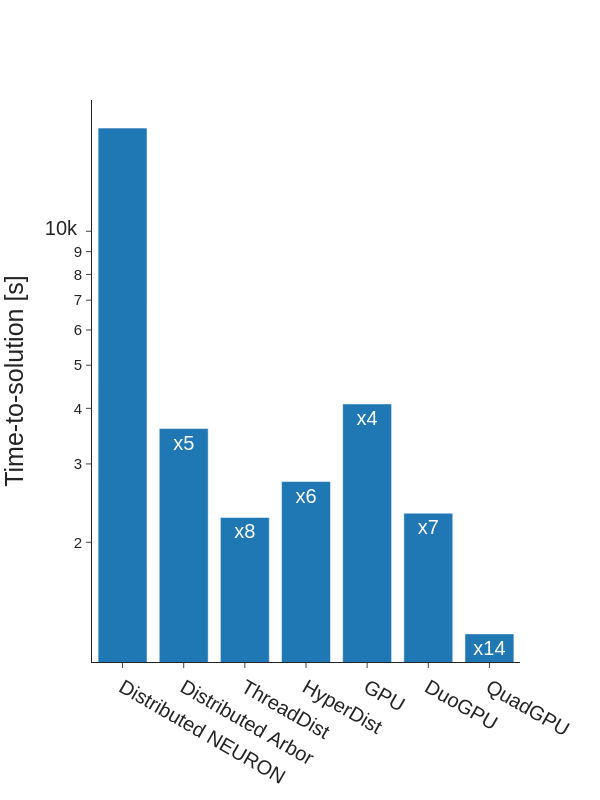 Time-to-solution [s]
10k
9
8
7
6
5
4
3
2
x5
x8
x6
x4
x7
x14
Distributed NEURON
Distributed Arbor
ThreadDist
HyperDist
GPU
DuoGPU
QuadGPU